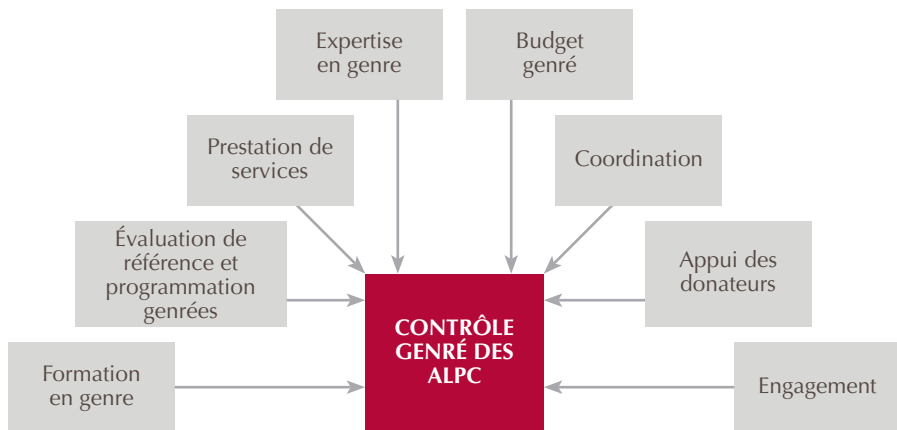 Expertise
en genre
Budget
genré
Prestation de
services
Coordination
Évaluation de
référence et
programmation
genrées
Appui des
donateurs
CONTRÔLE
GENRÉ DES
ALPC
Formation
en genre
Engagement